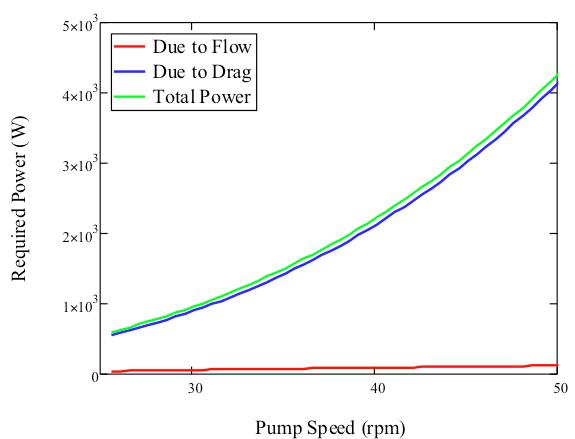 5×10³
Due to Flow
Due to Drag
Total Power
4×10³
3×10³
2×10³
1×10³
0
30
40
50
Required Power (W)
Pump Speed (rpm)